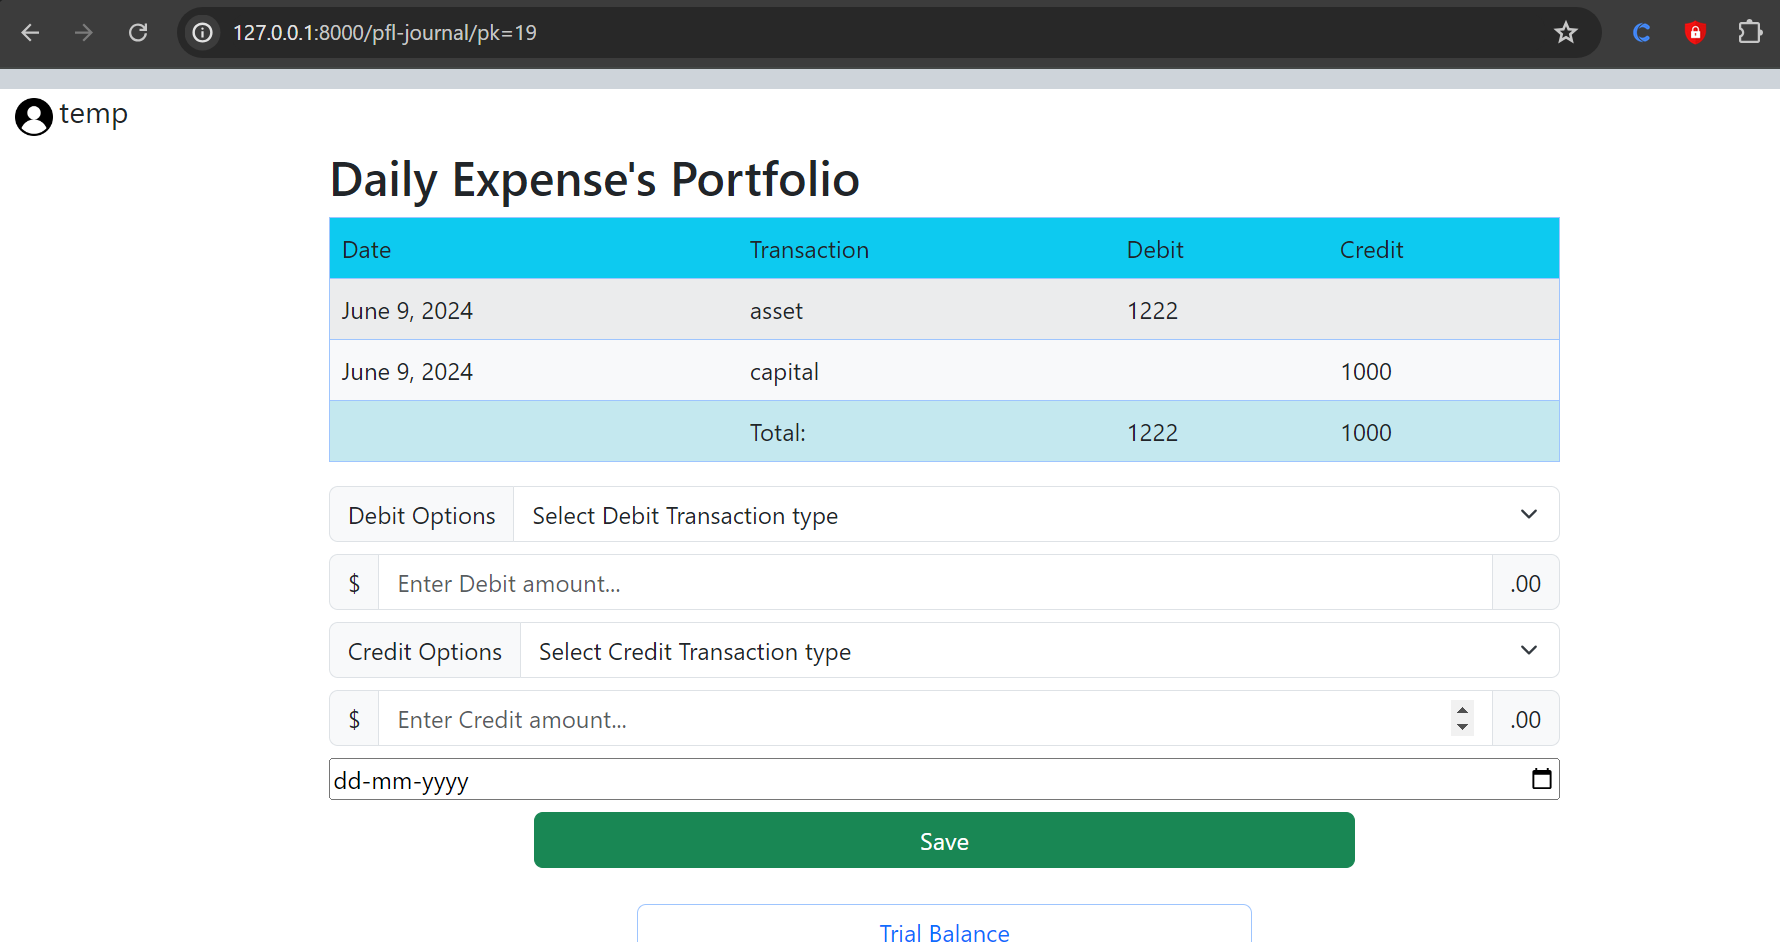 127.0.0.1:8000/pfl-journal/pk=19
temp
Daily Expense's Portfolio
Date Transaction Debit Credit
June 9, 2024 asset 1222
June 9, 2024 capital 1000
Total: 1222 1000
Debit Options Select Debit Transaction type
$ Enter Debit amount... .00
Credit Options Select Credit Transaction type
$ Enter Credit amount... .00
dd-mm-yyyy
Save
Trial Balance